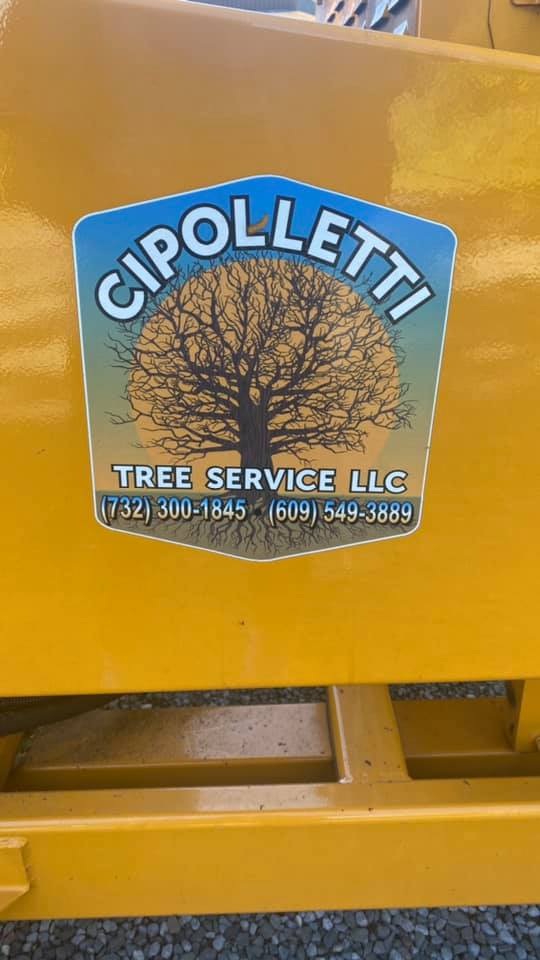 CIPOLLETTI
TREE SERVICE LLC
(732) 300-1845 • (609) 549-3889